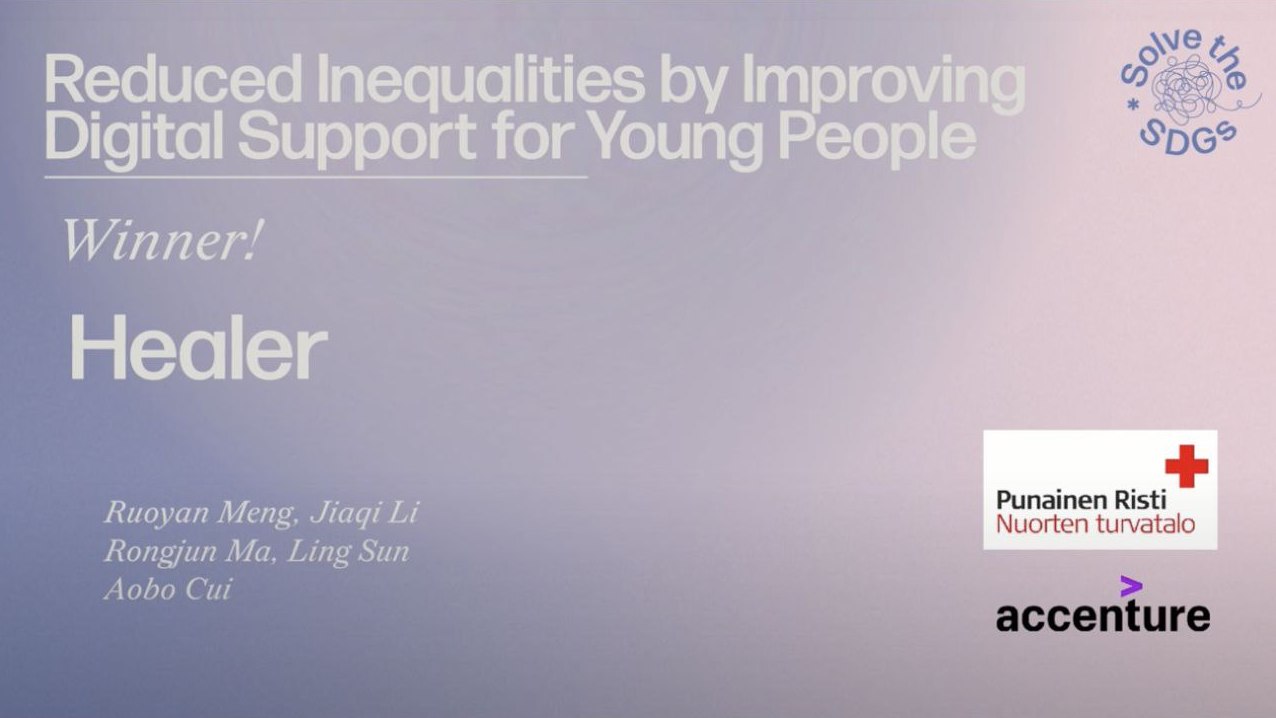 Reduced Inequalities by Improving
Digital Support for Young People
* Solve the
SDGs
Winner!
Healer
Ruoyan Meng, Jiaqi Li
Rongjun Ma, Ling Sun
Aobo Cui
Punainen Risti
Nuorten turvatalo
>
accenture